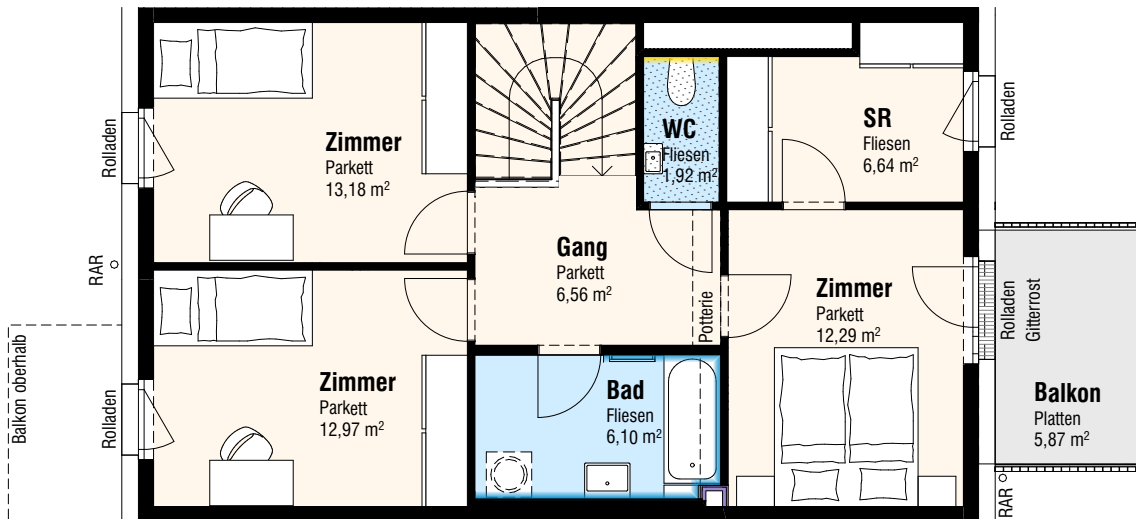 Zimmer
Parkett
13,18 m²
WC
Fliesen
1,92 m²
SR
Fliesen
6,64 m²
Rolladen
Rolladen
Gang
Parkett
6,56 m²
RAR
Potterie
Zimmer
Parkett
12,29 m²
Rolladen
Gitterrost
Balkon oberhalb
Rolladen
Zimmer
Parkett
12,97 m²
Bad
Fliesen
6,10 m²
Balkon
Platten
5,87 m²
RAR